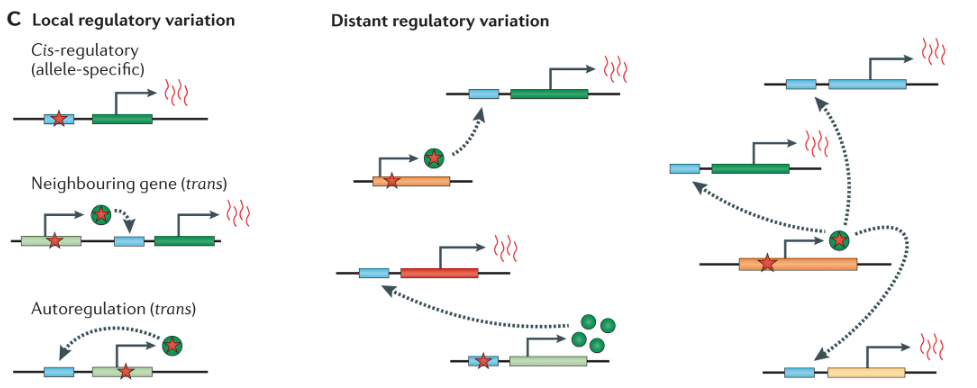 C Local regulatory variation
Distant regulatory variation
Cis-regulatory
(allele-specific)
Neighbouring gene (trans)
Autoregulation (trans)